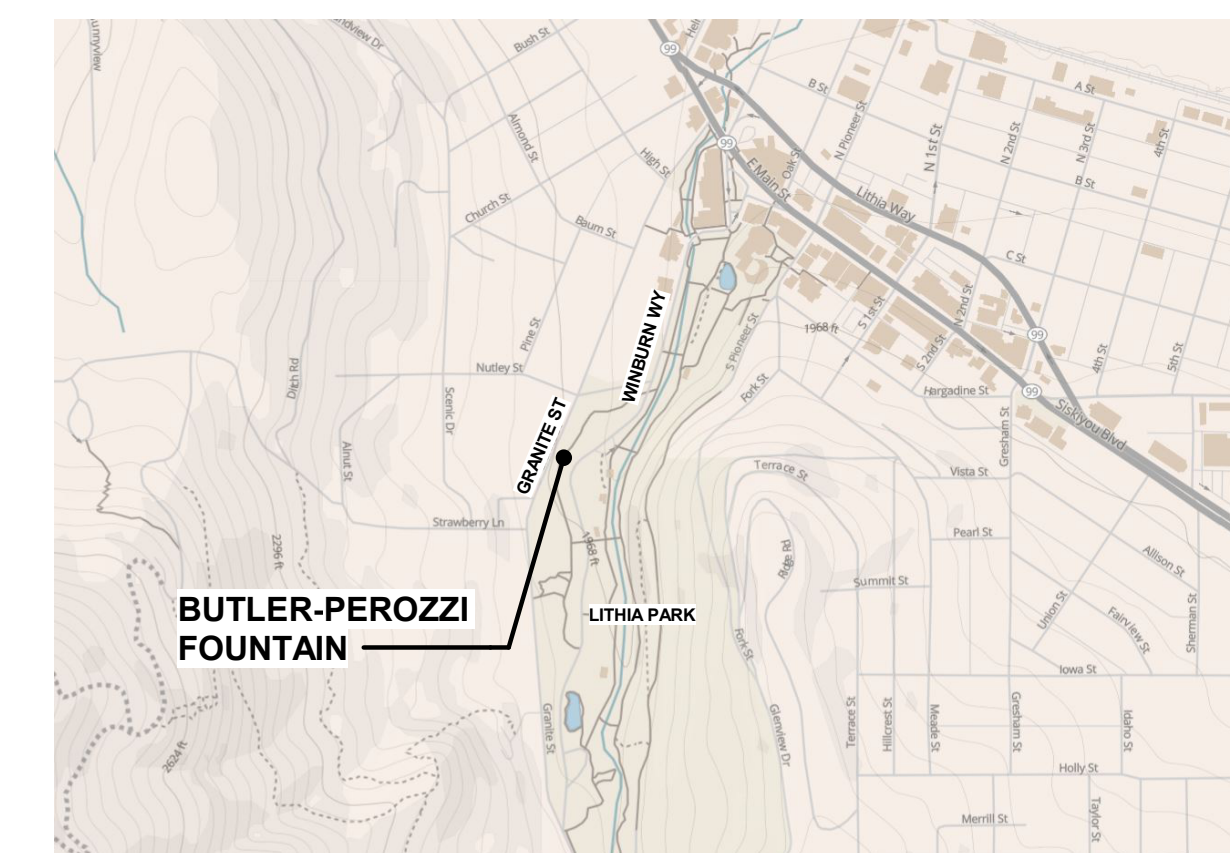 unnyview
ndview Dr
Bush St
Hel
99
A St
B St
Almond St
N Pioneer St
N 1st St
N 2nd St
N 3rd St
4th St
High St
99
Oak St
E Main St
B St
Lithia Way
Church St
Baum St
C St
WINBURN WY
S Pioneer St
1968 ft
S 1st St
N 2nd St
Pine St
99
S 2nd St
4th St
5th St
Nutley St
Ditch Rd
Scenic Dr
Fork St
Hargadine St
99
Siskiyou Blvd
GRANITE ST
Gresham St
Alnut St
Terrace St
Vista St
Strawberry Ln
Pearl St
2296 ft
1968 ft
Ridge Rd
Allison St
Summit St
BUTLER-PEROZZI
FOUNTAIN
LITHIA PARK
Union St
Fairview St
Sherman St
Fork St
Iowa St
Granite St
Glenview Dr
Terrace St
Hillcrest St
Meade St
Gresham St
Idaho St
2624 ft
Holly St
Taylor St
Merrill St